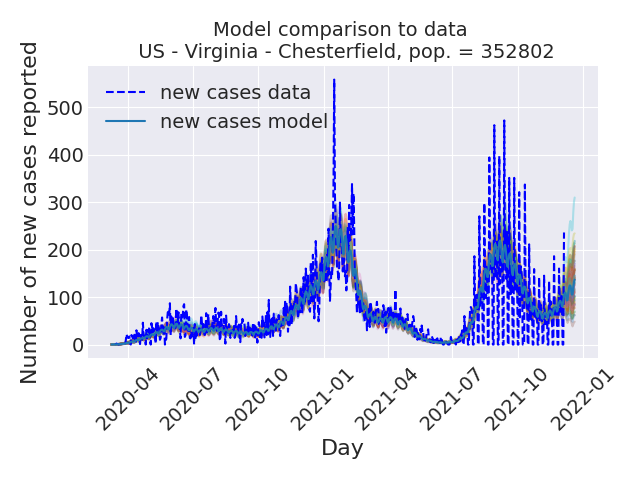 Model comparison to data
US - Virginia - Chesterfield, pop. = 352802
new cases data
new cases model
Number of new cases reported
500
400
300
200
100
0
2020-04
2020-07
2020-10
2021-01
2021-04
2021-07
2021-10
2022-01
Day